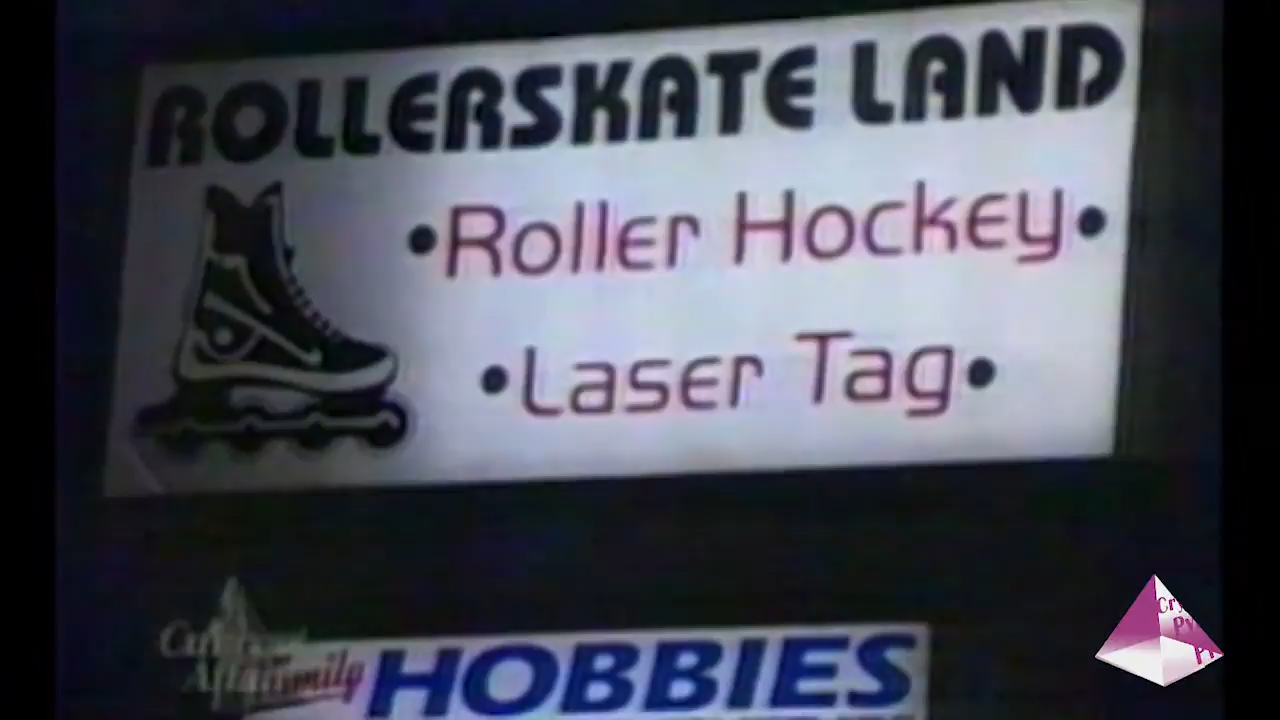 ROLLERSKATE LAND
•Roller Hockey•
•Laser Tag•
HOBBIES